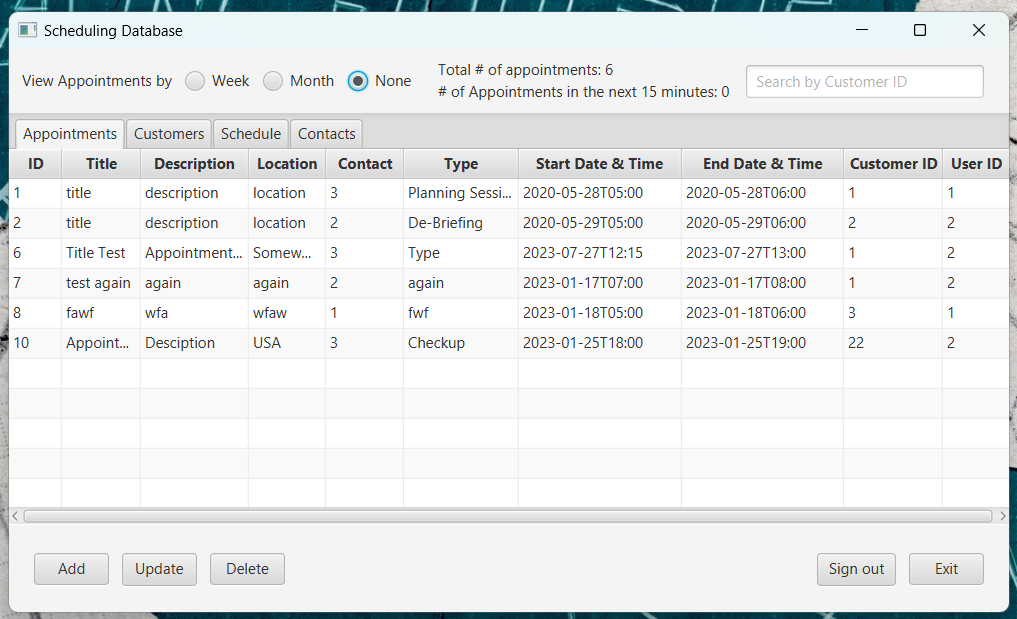 Scheduling Database
View Appointments by Week Month None
Total # of appointments: 6
# of Appointments in the next 15 minutes: 0
Search by Customer ID
Appointments Customers Schedule Contacts
ID Title Description Location Contact Type Start Date & Time End Date & Time Customer ID User ID
1 title description location 3 Planning Sessi... 2020-05-28T05:00 2020-05-28T06:00 1 1
2 title description location 2 De-Briefing 2020-05-29T05:00 2020-05-29T06:00 2 2
6 Title Test Appointment... Somew... 3 Type 2023-07-27T12:15 2023-07-27T13:00 1 2
7 test again again again 2 again 2023-01-17T07:00 2023-01-17T08:00 1 2
8 fawf wfa wfaw 1 fwf 2023-01-18T05:00 2023-01-18T06:00 3 1
10 Appoint... Desciption USA 3 Checkup 2023-01-25T18:00 2023-01-25T19:00 22 2
Add Update Delete Sign out Exit